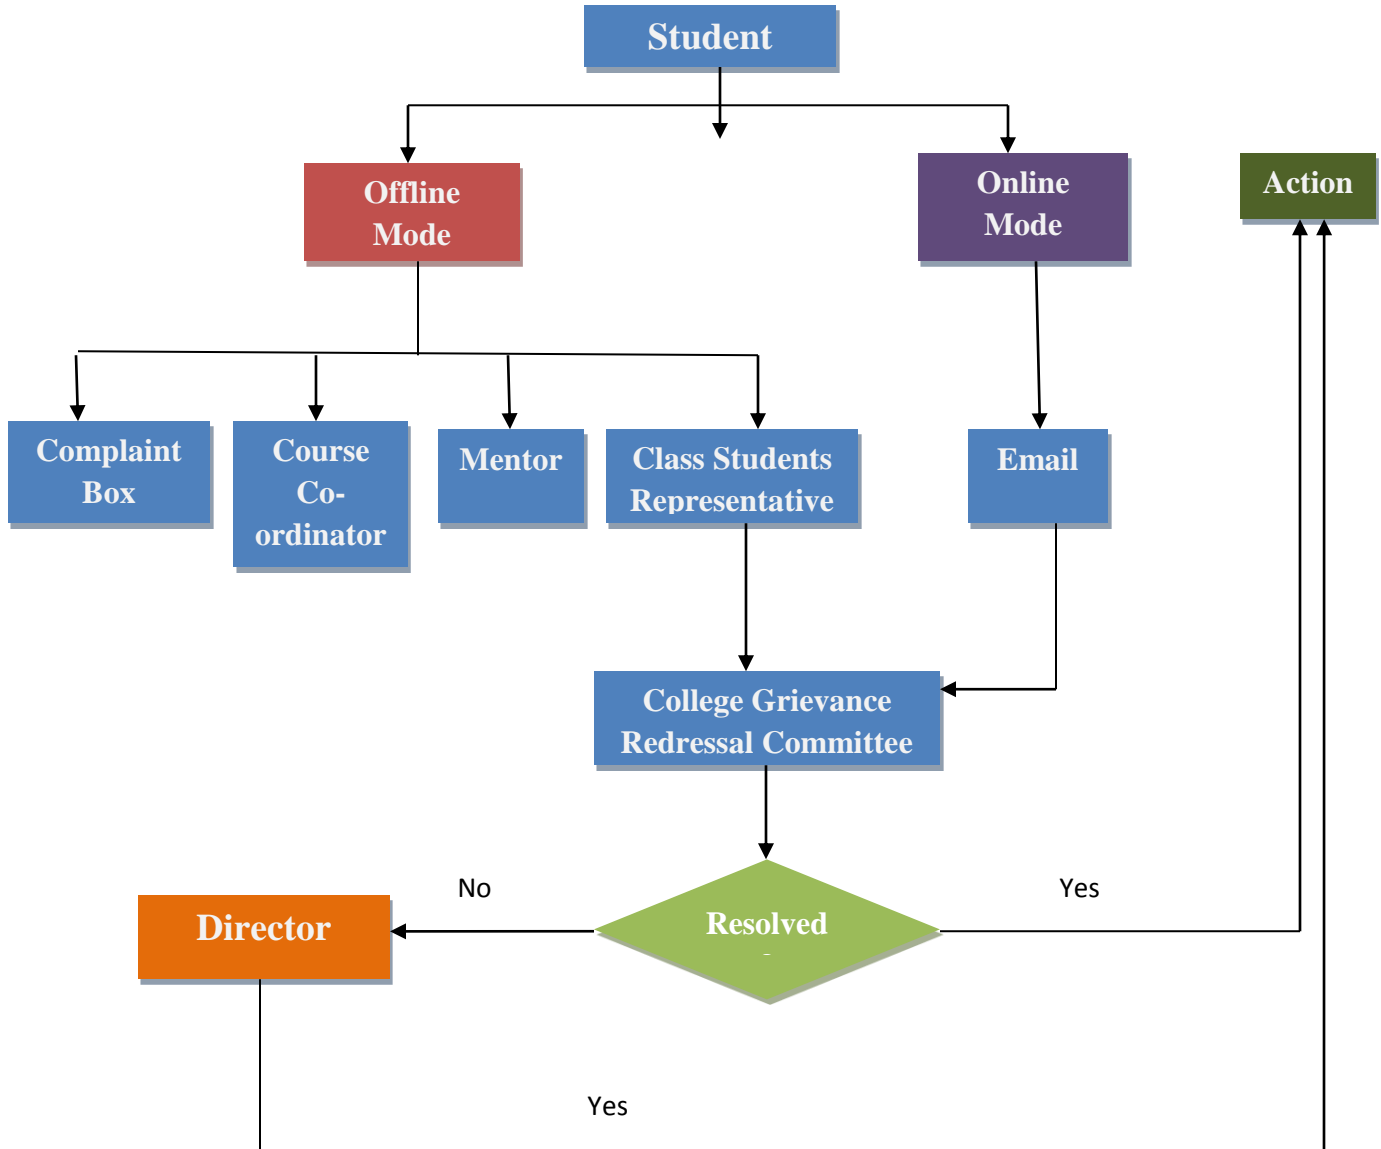 Student
Offline
Mode
Online
Mode
Action
Complaint
Box
Course
Co-
ordinator
Mentor
Class Students
Representative
Email
College Grievance
Redressal Committee
No
Yes
Director
Resolved
Yes